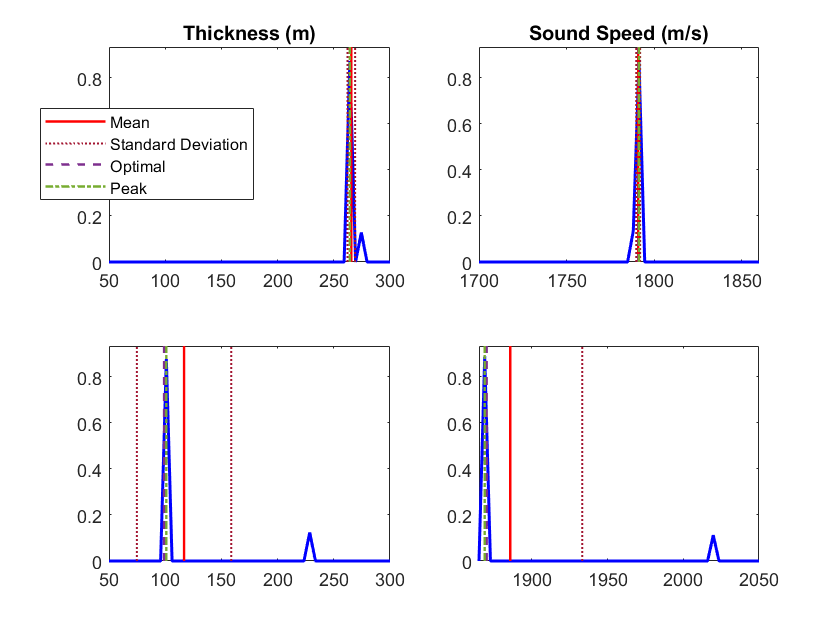 Thickness (m)
Sound Speed (m/s)
0.8
0.6
0.4
0.2
0
Mean
Standard Deviation
Optimal
Peak
50 100 150 200 250 300
0.8
0.6
0.4
0.2
0
1700 1750 1800 1850
0.8
0.6
0.4
0.2
0
50 100 150 200 250 300
0.8
0.6
0.4
0.2
0
1900 1950 2000 2050